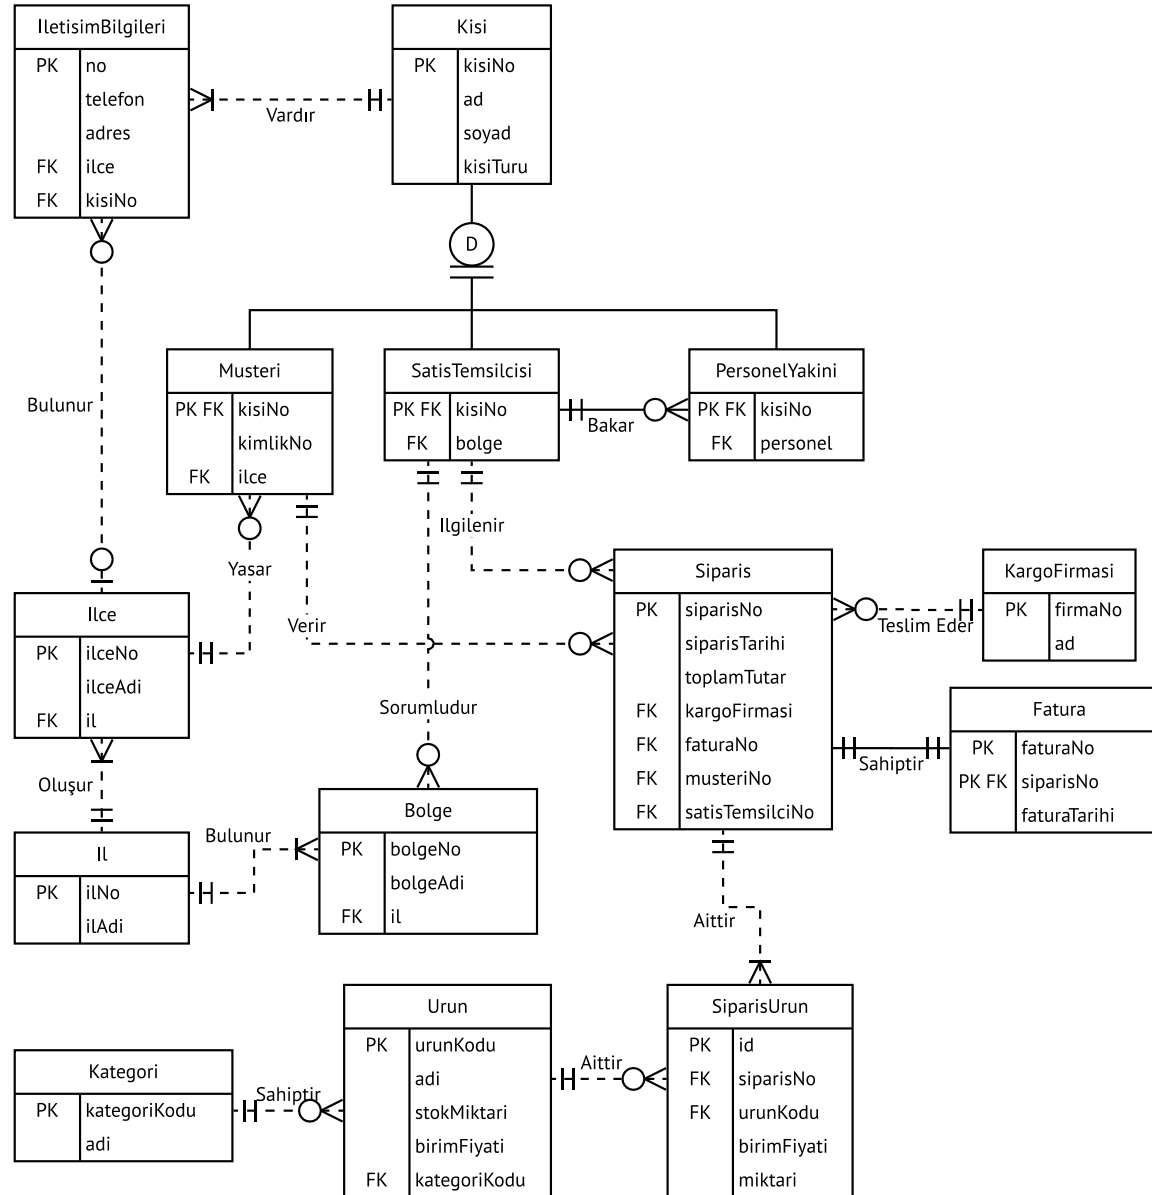 IletisimBilgileri
PK no
telefon
adres
FK ilce
FK kisiNo
Kisi
PK kisiNo
ad
soyad
kisiTuru
Vardır
D
Bulunur
Musteri
PK FK kisiNo
kimlikNo
FK ilce
SatisTemsilcisi
PK FK kisiNo
FK bolge
Bakar
PersonelYakini
PK FK kisiNo
FK personel
Ilgilenir
Yasar
Verir
Ilce
PK ilceNo
ilceAdi
FK il
Siparis
PK siparisNo
siparisTarihi
toplamTutar
FK kargoFirmasi
FK faturaNo
FK musteriNo
FK satisTemsilciNo
Teslim Eder
KargoFirmasi
PK firmaNo
ad
Sahiptir
Fatura
PK faturaNo
PK FK siparisNo
faturaTarihi
Sorumludur
Oluşur
Il
PK ilNo
ilAdi
Bulunur
Bolge
PK bolgeNo
bolgeAdi
FK il
Aittir
Kategori
PK kategoriKodu
adi
Sahiptir
Urun
PK urunKodu
adi
stokMiktari
birimFiyati
FK kategoriKodu
Aittir
SiparisUrun
PK id
FK siparisNo
FK urunKodu
birimFiyati
miktari